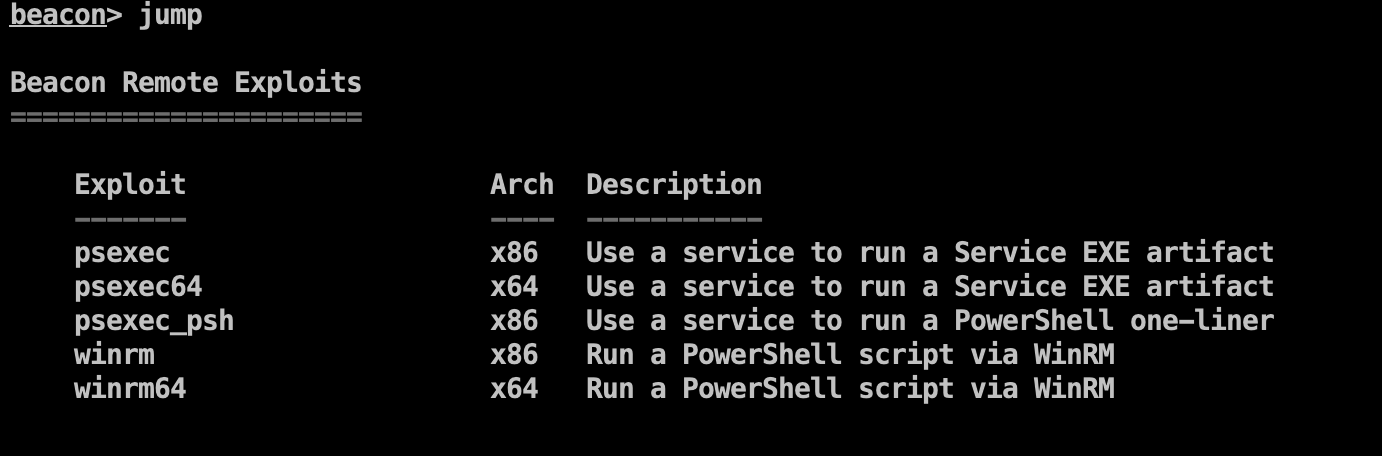 beacon> jump
Beacon Remote Exploits
======================
Exploit Arch Description
------- ---- -----------
psexec x86 Use a service to run a Service EXE artifact
psexec64 x64 Use a service to run a Service EXE artifact
psexec_psh x86 Use a service to run a PowerShell one-liner
winrm x86 Run a PowerShell script via WinRM
winrm64 x64 Run a PowerShell script via WinRM